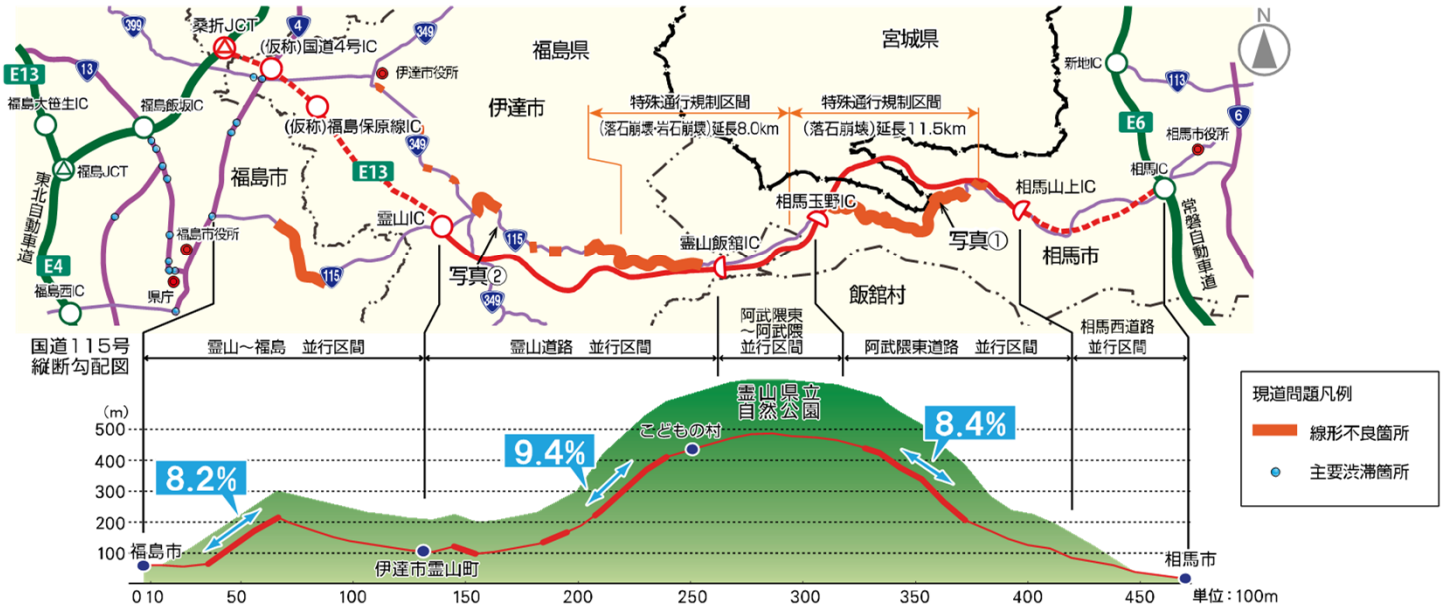 399
桑折JCT
4
(仮称)国道4号IC
349
福島県
宮城県
N
E13
13
伊達市役所
新地IC
113
福島大笹生IC
福島飯坂IC
伊達市
特殊通行規制区間
特殊通行規制区間
(仮称)福島保原線IC
(落石崩壊・岩石崩壊)延長8.0km
(落石崩壊)延長11.5km
E6
6
相馬市役所
349
福島JCT
福島市
E13
相馬IC
東北自動車道
霊山IC
相馬玉野IC
相馬山上IC
常磐自動車道
福島市役所
115
霊山飯舘IC
写真①
相馬市
E4
写真②
福島西IC
県庁
115
349
飯舘村
国道115号
縦断勾配図
霊山～福島 並行区間
霊山道路 並行区間
阿武隈東
～阿武隈
並行区間
阿武隈東道路 並行区間
相馬西道路
並行区間
(m)
500
400
300
200
100
8.2%
9.4%
8.4%
霊山県立
自然公園
こどもの村
福島市
伊達市霊山町
相馬市
0 10 50 100 150 200 250 300 350 400 450 単位:100m
現道問題凡例
線形不良箇所
主要渋滞箇所